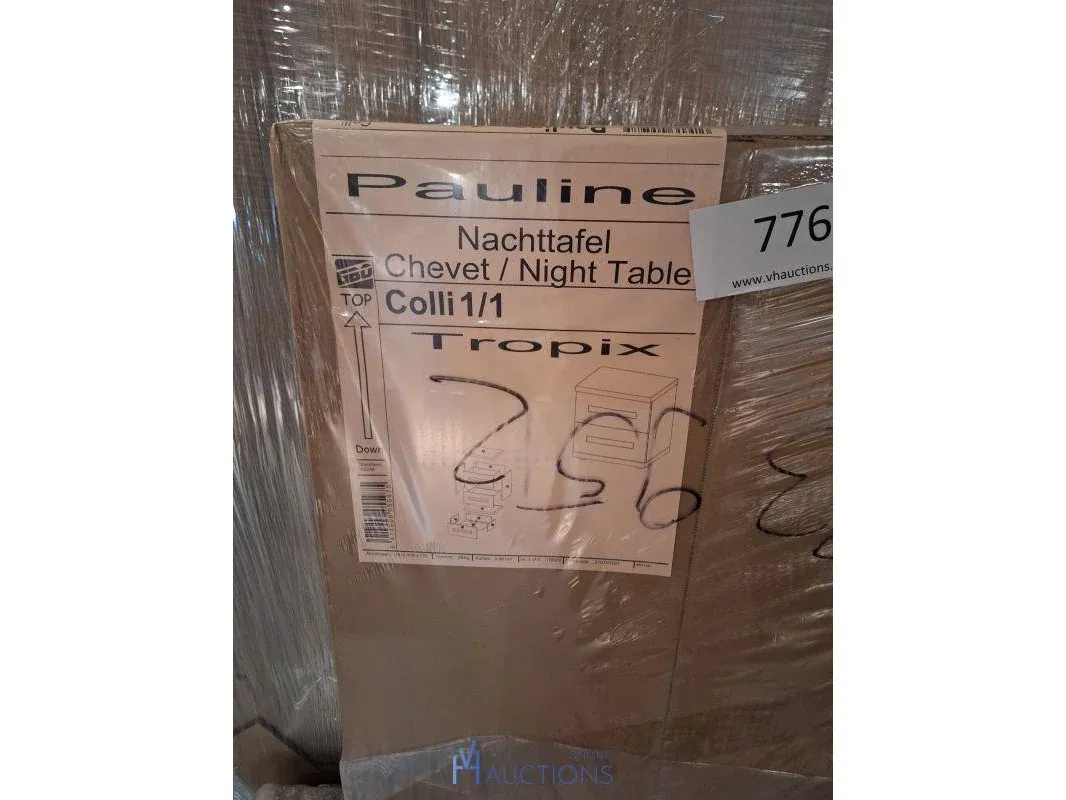 Pauline
776
www.vhauctions.
Nachttafel
Chevet / Night Table
TOP
Colli 1/1
Tropix
256
Down
AUCTIONS